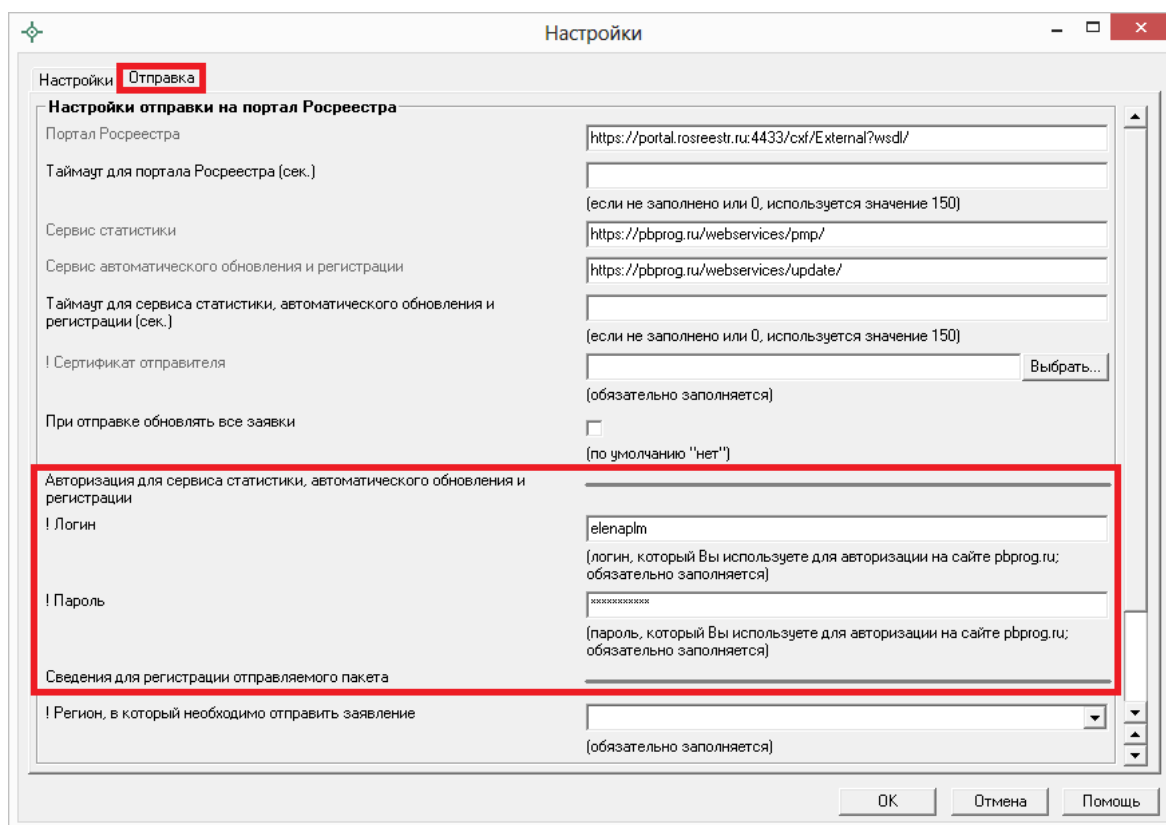 Настройки
Настройки Отправка
Настройки отправки на портал Росреестра
Портал Росреестра
https://portal.rosreestr.ru:4433/cxf/External?wsdl/
Таймаут для портала Росреестра (сек.)
(если не заполнено или 0, используется значение 150)
Сервис статистики
https://pbprog.ru/webservices/pmp/
Сервис автоматического обновления и регистрации
https://pbprog.ru/webservices/update/
Таймаут для сервиса статистики, автоматического обновления и
регистрации (сек.)
(если не заполнено или 0, используется значение 150)
! Сертификат отправителя
Выбрать...
(обязательно заполняется)
При отправке обновлять все заявки
(по умолчанию "нет")
Авторизация для сервиса статистики, автоматического обновления и
регистрации
! Логин
elenaplm
(логин, который Вы используете для авторизации на сайте pbprog.ru;
обязательно заполняется)
! Пароль
***********
(пароль, который Вы используете для авторизации на сайте pbprog.ru;
обязательно заполняется)
Сведения для регистрации отправляемого пакета
! Регион, в который необходимо отправить заявление
(обязательно заполняется)
OK Отмена Помощь